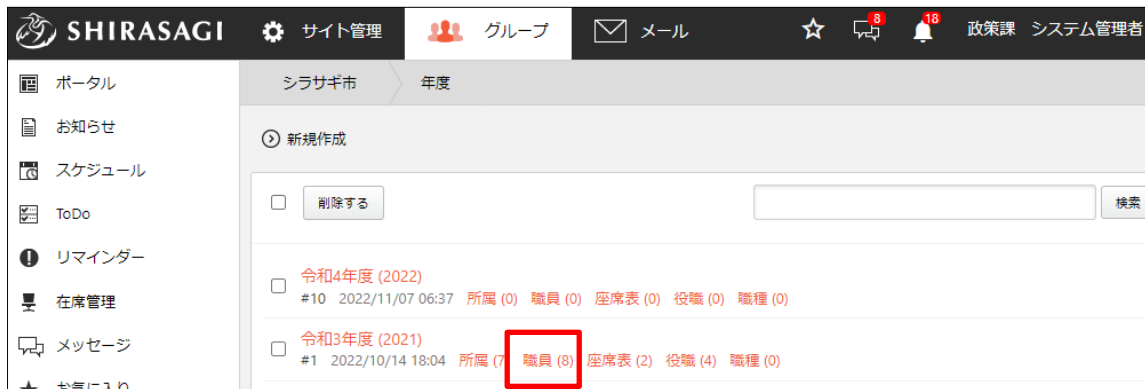 SHIRASAGI サイト管理 グループ メール 8 18 政策課 システム管理者
ポータル
シラサギ市 年度
お知らせ
新規作成
スケジュール
削除する 検索
ToDo
リマインダー
令和4年度 (2022)
#10 2022/11/07 06:37 所属 (0) 職員 (0) 座席表 (0) 役職 (0) 職種 (0)
在席管理
令和3年度 (2021)
#1 2022/10/14 18:04 所属 (7) 職員 (8) 座席表 (2) 役職 (4) 職種 (0)
メッセージ
お気に入り